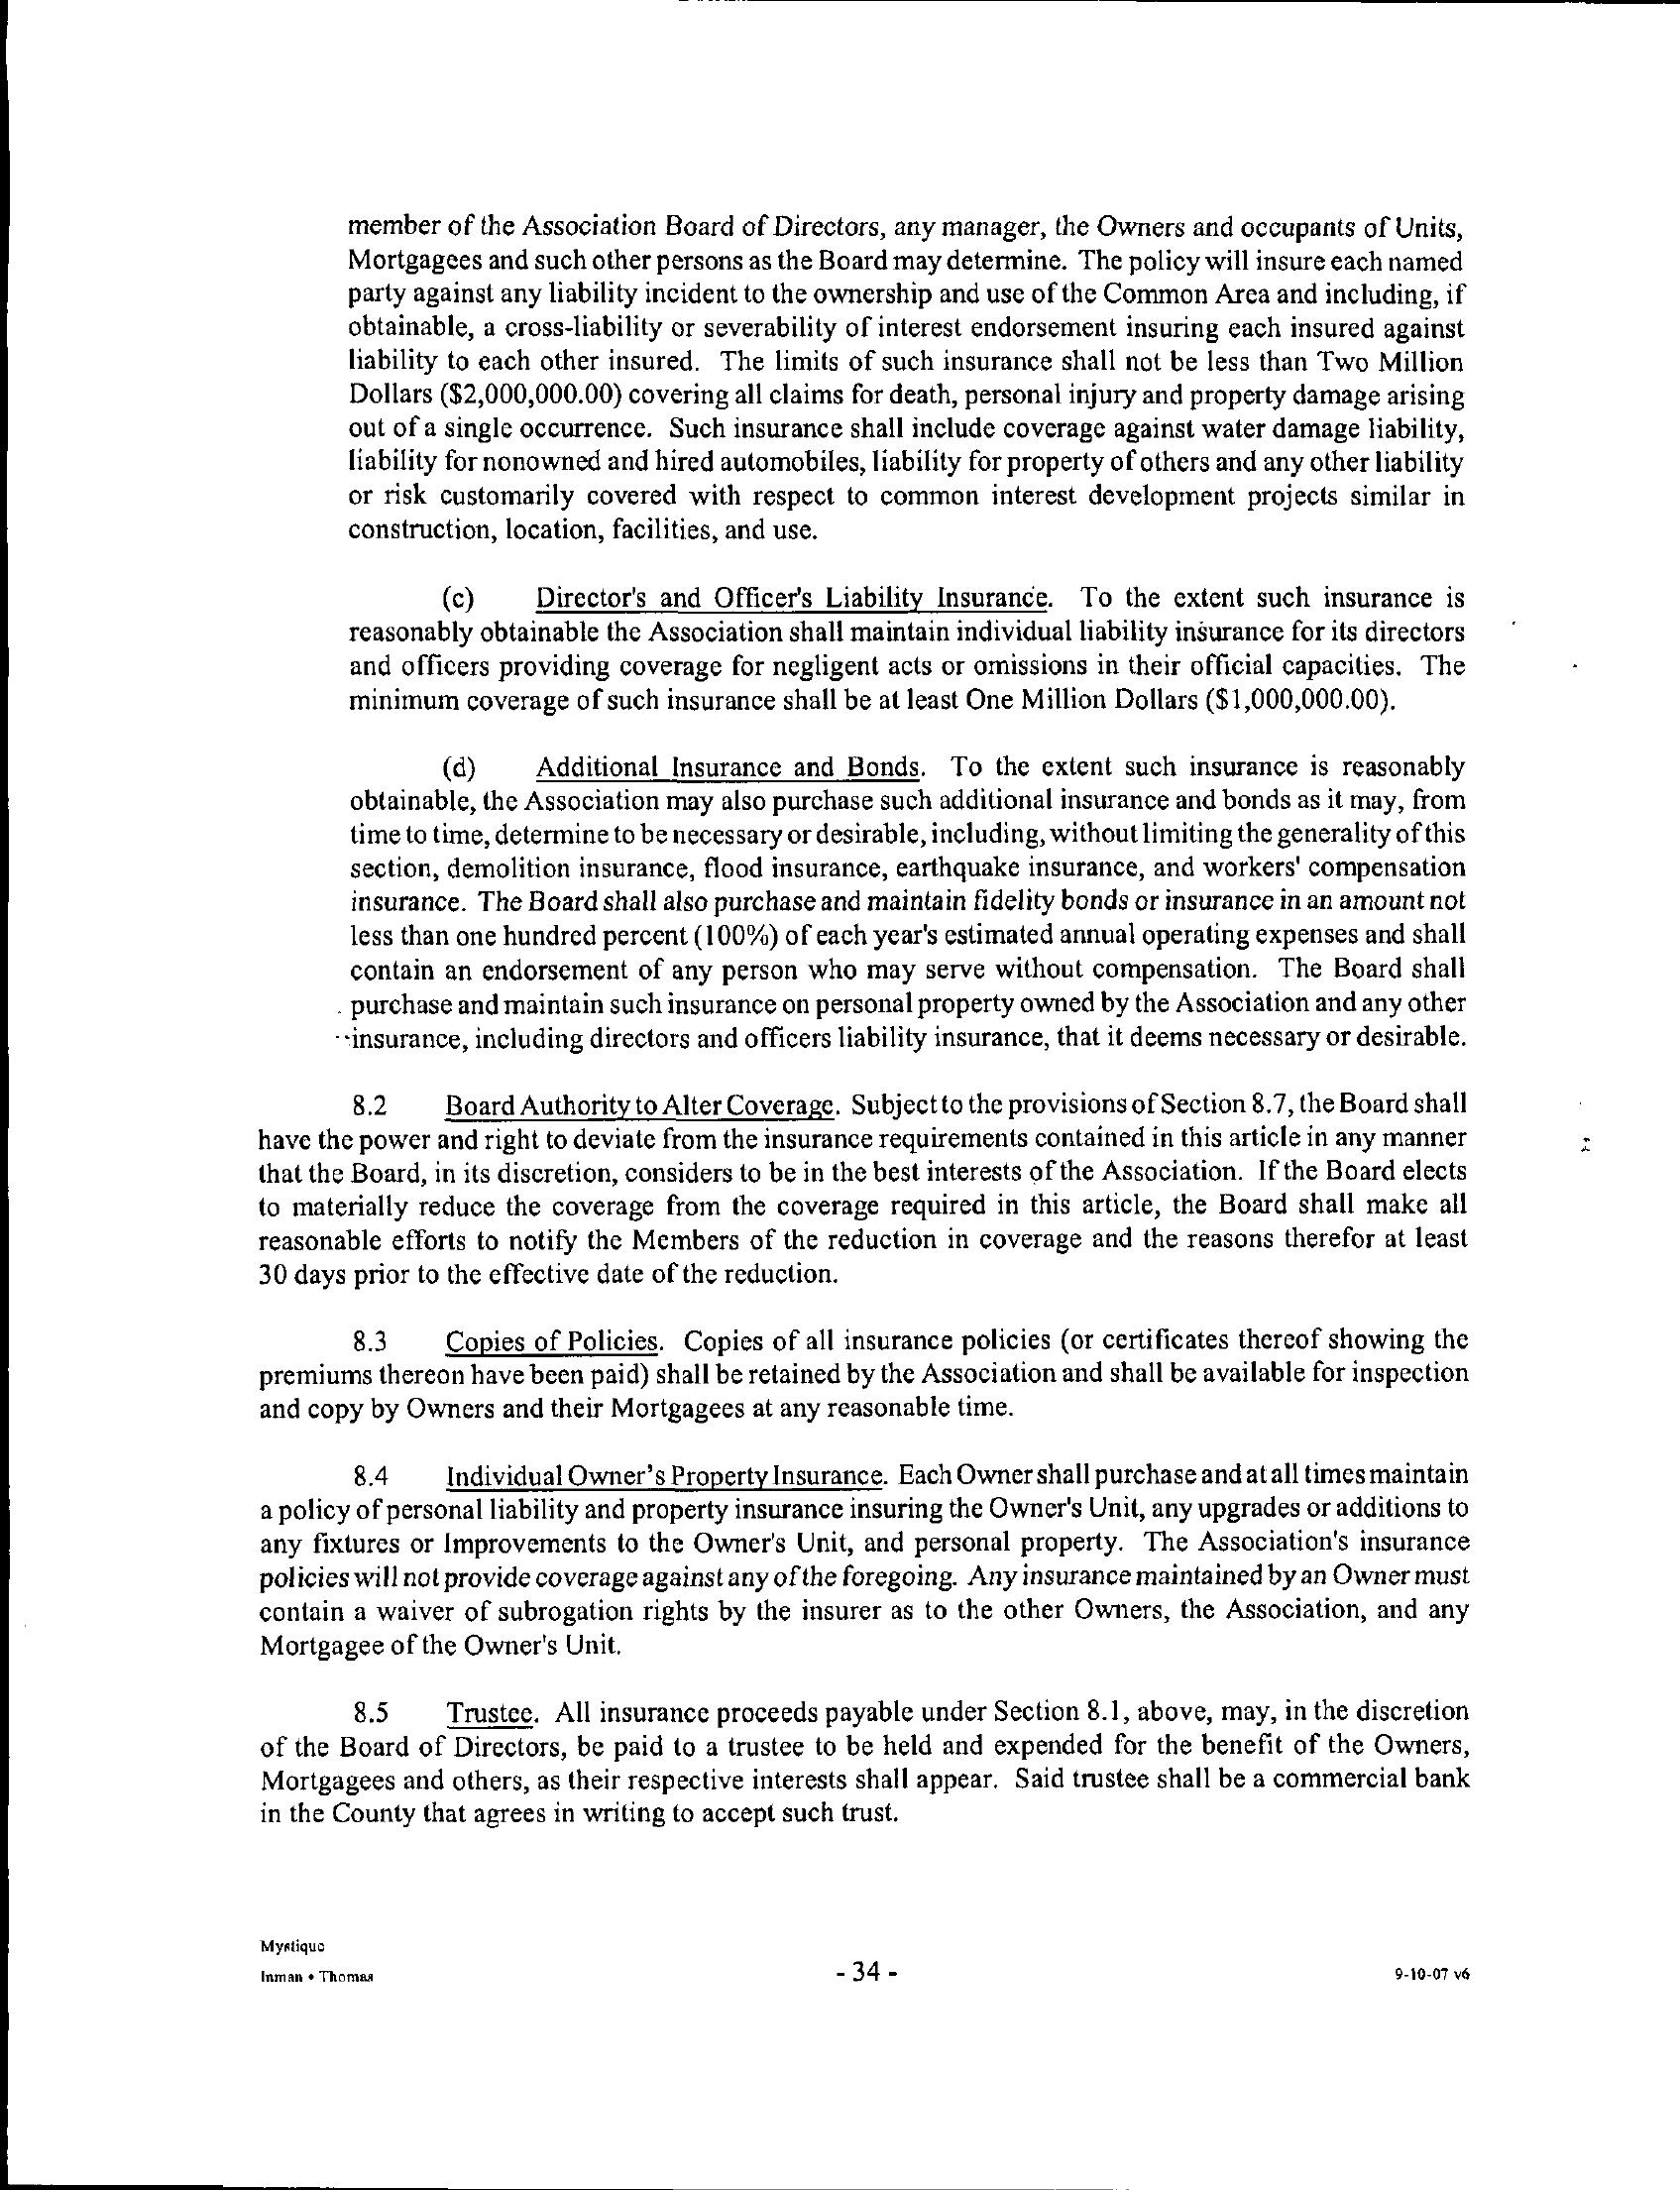 member of the Association Board of Directors, any manager, the Owners and occupants of Units,
Mortgagees and such other persons as the Board may determine. The policy will insure each named
party against any liability incident to the ownership and use of the Common Area and including, if
obtainable, a cross-liability or severability of interest endorsement insuring each insured against
liability to each other insured. The limits of such insurance shall not be less than Two Million
Dollars ($2,000,000.00) covering all claims for death, personal injury and property damage arising
out of a single occurrence. Such insurance shall include coverage against water damage liability,
liability for nonowned and hired automobiles, liability for property of others and any other liability
or risk customarily covered with respect to common interest development projects similar in
construction, location, facilities, and use.
(c) Director's and Officer's Liability Insurance. To the extent such insurance is
reasonably obtainable the Association shall maintain individual liability insurance for its directors
and officers providing coverage for negligent acts or omissions in their official capacities. The
minimum coverage of such insurance shall be at least One Million Dollars ($1,000,000.00).
(d) Additional Insurance and Bonds. To the extent such insurance is reasonably
obtainable, the Association may also purchase such additional insurance and bonds as it may, from
time to time, determine to be necessary or desirable, including, without limiting the generality of this
section, demolition insurance, flood insurance, earthquake insurance, and workers' compensation
insurance. The Board shall also purchase and maintain fidelity bonds or insurance in an amount not
less than one hundred percent (100%) of each year's estimated annual operating expenses and shall
contain an endorsement of any person who may serve without compensation. The Board shall
purchase and maintain such insurance on personal property owned by the Association and any other
insurance, including directors and officers liability insurance, that it deems necessary or desirable.
8.2 Board Authority to Alter Coverage. Subject to the provisions of Section 8.7, the Board shall
have the power and right to deviate from the insurance requirements contained in this article in any manner
that the Board, in its discretion, considers to be in the best interests of the Association. If the Board elects
to materially reduce the coverage from the coverage required in this article, the Board shall make all
reasonable efforts to notify the Members of the reduction in coverage and the reasons therefor at least
30 days prior to the effective date of the reduction.
8.3 Copies of Policies. Copies of all insurance policies (or certificates thereof showing the
premiums thereon have been paid) shall be retained by the Association and shall be available for inspection
and copy by Owners and their Mortgagees at any reasonable time.
8.4 Individual Owner's Property Insurance. Each Owner shall purchase and at all times maintain
a policy of personal liability and property insurance insuring the Owner's Unit, any upgrades or additions to
any fixtures or Improvements to the Owner's Unit, and personal property. The Association's insurance
policies will not provide coverage against any of the foregoing. Any insurance maintained by an Owner must
contain a waiver of subrogation rights by the insurer as to the other Owners, the Association, and any
Mortgagee of the Owner's Unit.
8.5 Trustee. All insurance proceeds payable under Section 8.1, above, may, in the discretion
of the Board of Directors, be paid to a trustee to be held and expended for the benefit of the Owners,
Mortgagees and others, as their respective interests shall appear. Said trustee shall be a commercial bank
in the County that agrees in writing to accept such trust.
Mystique
Inman • Thomas - 34 - 9-10-07 v6